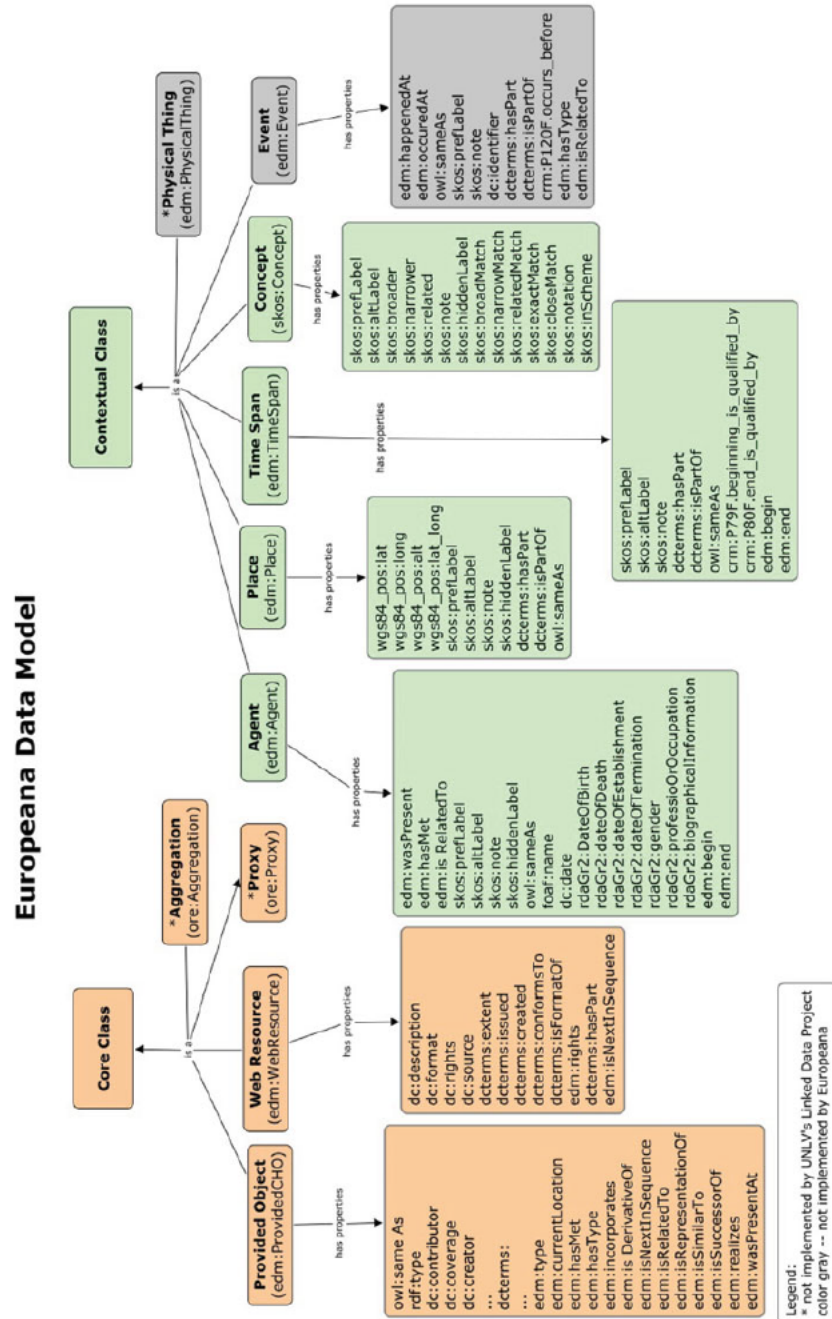 Europeana Data Model
Core Class
is a
*Aggregation
(ore:Aggregation)
Provided Object
(edm:ProvidedCHO)
Web Resource
(edm:WebResource)
*Proxy
(ore:Proxy)
has properties
owl:same As
rdf:type
dc:contributor
dc:coverage
dc:creator
...
dcterms:
...
edm:type
edm:currentLocation
edm:hasMet
edm:hasType
edm:incorporates
edm:is DerivativeOf
edm:isNextInSequence
edm:isRelatedTo
edm:isRepresentationOf
edm:isSimilarTo
edm:isSuccessorOf
edm:realizes
edm:wasPresentAt
has properties
dc:description
dc:format
dc:rights
dc:source
dcterms:extent
dcterms:issued
dcterms:created
dcterms:conformsTo
dcterms:isFormatOf
edm:rights
dcterms:hasPart
edm:isNextInSequence
Contextual Class
is a
*Physical Thing
(edm:PhysicalThing)
Agent
(edm:Agent)
Place
(edm:Place)
Time Span
(edm:TimeSpan)
Concept
(skos:Concept)
Event
(edm:Event)
has properties
edm:wasPresent
edm:hasMet
edm:is RelatedTo
skos:prefLabel
skos:altLabel
skos:note
skos:hiddenLabel
owl:sameAs
foaf:name
dc:date
rdaGr2:DateOfBirth
rdaGr2:dateOfDeath
rdaGr2:dateOfEstablishment
rdaGr2:dateOfTermination
rdaGr2:gender
rdaGr2:professioOrOccupation
rdaGr2:biographicalInformation
edm:begin
edm:end
has properties
wgs84_pos:lat
wgs84_pos:long
wgs84_pos:alt
wgs84_pos:lat_long
skos:prefLabel
skos:altLabel
skos:note
skos:hiddenLabel
dcterms:hasPart
dcterms:isPartOf
owl:sameAs
has properties
skos:prefLabel
skos:altLabel
skos:note
dcterms:hasPart
dcterms:isPartOf
owl:sameAs
crm:P79F.beginning_is_qualified_by
crm:P80F.end_is_qualified_by
edm:begin
edm:end
has properties
skos:prefLabel
skos:altLabel
skos:broader
skos:narrower
skos:related
skos:note
skos:hiddenLabel
skos:broadMatch
skos:narrowMatch
skos:relatedMatch
skos:exactMatch
skos:closeMatch
skos:notation
skos:inScheme
has properties
edm:happenedAt
edm:occuredAt
owl:sameAs
skos:prefLabel
skos:note
dc:identifier
dcterms:hasPart
dcterms:isPartOf
crm:P120F.occurs_before
edm:hasType
edm:isRelatedTo
Legend:
* not implemented by UNLV's Linked Data Project
color gray -- not implemented by Europeana